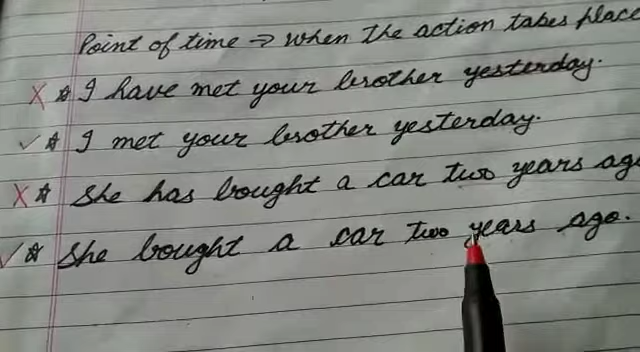 Point of time → When the action takes place
✗ ☆ I have met your brother yesterday.
✓ ☆ I met your brother yesterday.
✗ ☆ She has bought a car two years ago
✓ ☆ She bought a car two years ago.